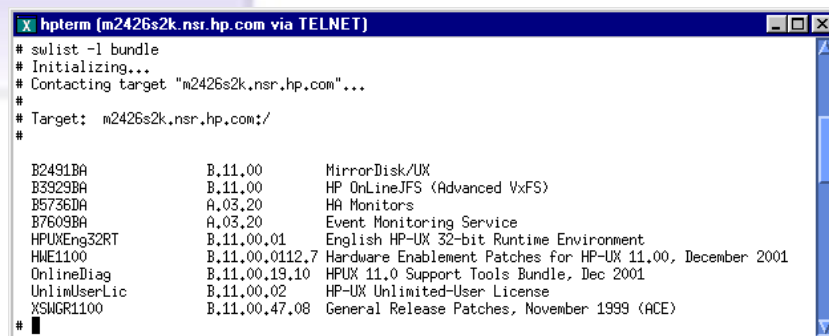 hpterm (m2426s2k.nsr.hp.com via TELNET)
# swlist -l bundle
# Initializing...
# Contacting target "m2426s2k.nsr.hp.com"...
#
# Target:  m2426s2k.nsr.hp.com:/
#
B2491BA B.11.00 MirrorDisk/UX
B3929BA B.11.00 HP OnLineJFS (Advanced VxFS)
B5736DA A.03.20 HA Monitors
B7609BA A.03.20 Event Monitoring Service
HPUXEng32RT B.11.00.01 English HP-UX 32-bit Runtime Environment
HWE1100 B.11.00.0112.7 Hardware Enablement Patches for HP-UX 11.00, December 2001
OnlineDiag B.11.00.19.10 HPUX 11.0 Support Tools Bundle, Dec 2001
UnlimUserLic B.11.00.02 HP-UX Unlimited-User License
XSWGR1100 B.11.00.47.08 General Release Patches, November 1999 (ACE)
#